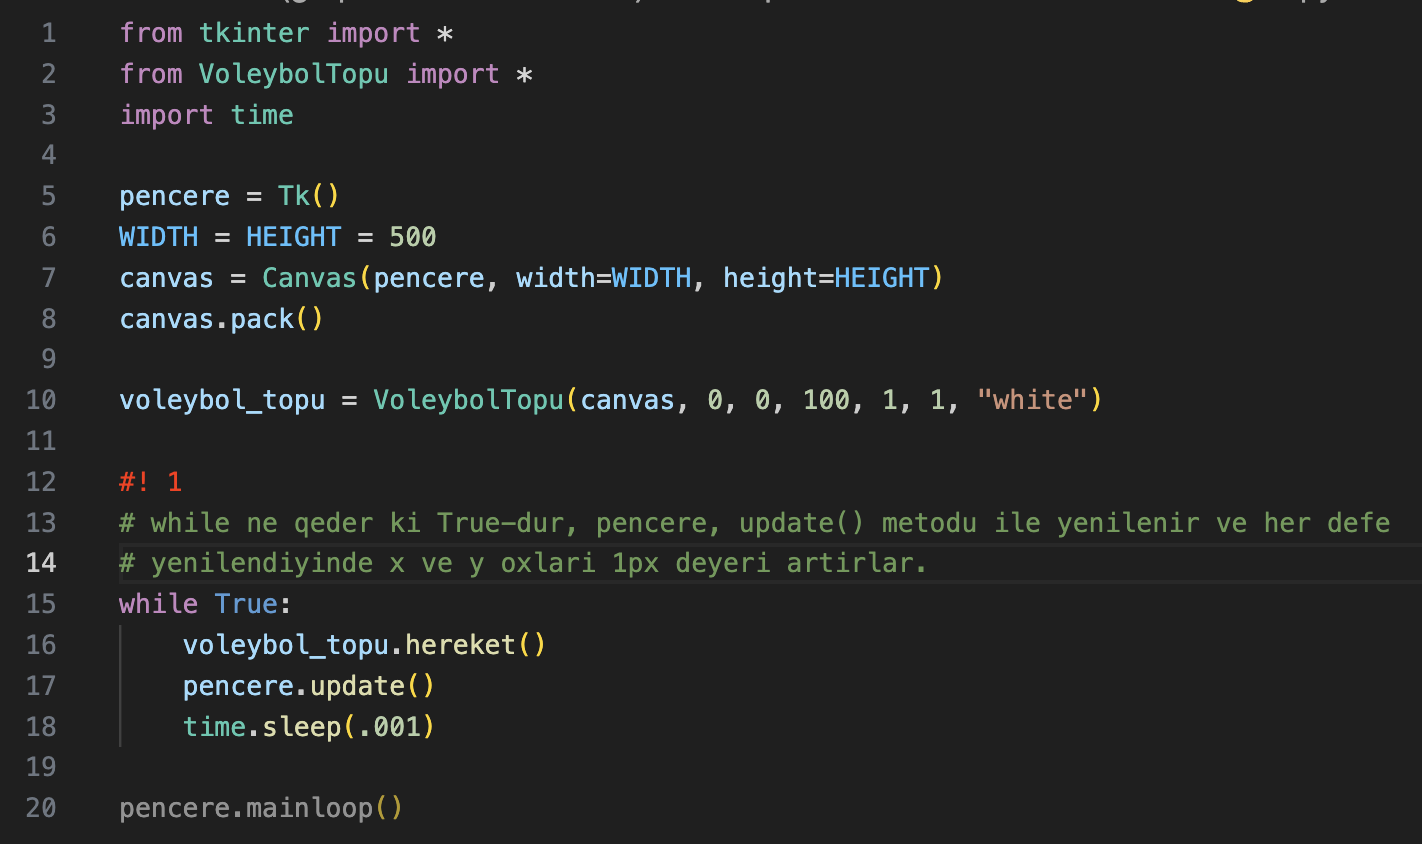 1 from tkinter import *
2 from VoleybolTopu import *
3 import time
4
5 pencere = Tk()
6 WIDTH = HEIGHT = 500
7 canvas = Canvas(pencere, width=WIDTH, height=HEIGHT)
8 canvas.pack()
9
10 voleybol_topu = VoleybolTopu(canvas, 0, 0, 100, 1, 1, "white")
11
12 #! 1
13 # while ne qeder ki True-dur, pencere, update() metodu ile yenilenir ve her defe
14 # yenilendiyinde x ve y oxlari 1px deyeri artirlar.
15 while True:
16     voleybol_topu.hereket()
17     pencere.update()
18     time.sleep(.001)
19
20 pencere.mainloop()